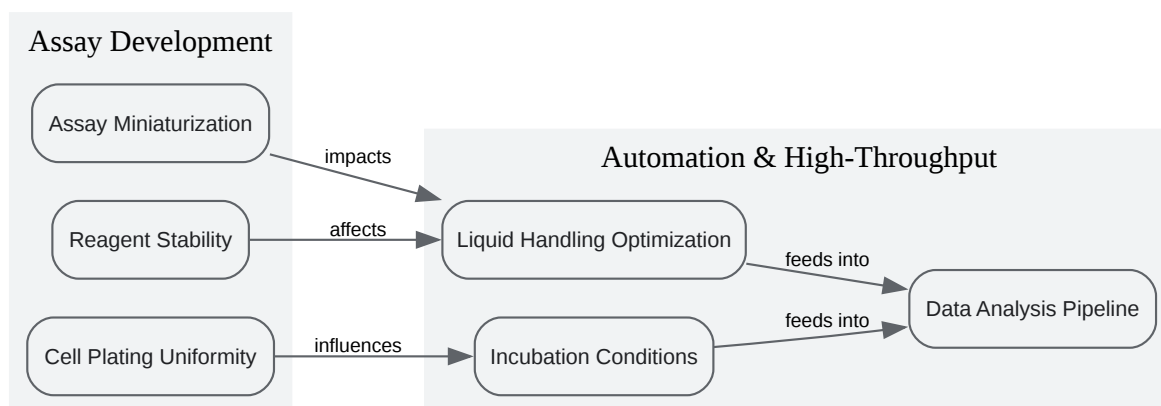 Assay Development
Assay Miniaturization
impacts
Automation & High-Throughput
Reagent Stability
affects
Liquid Handling Optimization
feeds into
Data Analysis Pipeline
feeds into
Cell Plating Uniformity
influences
Incubation Conditions